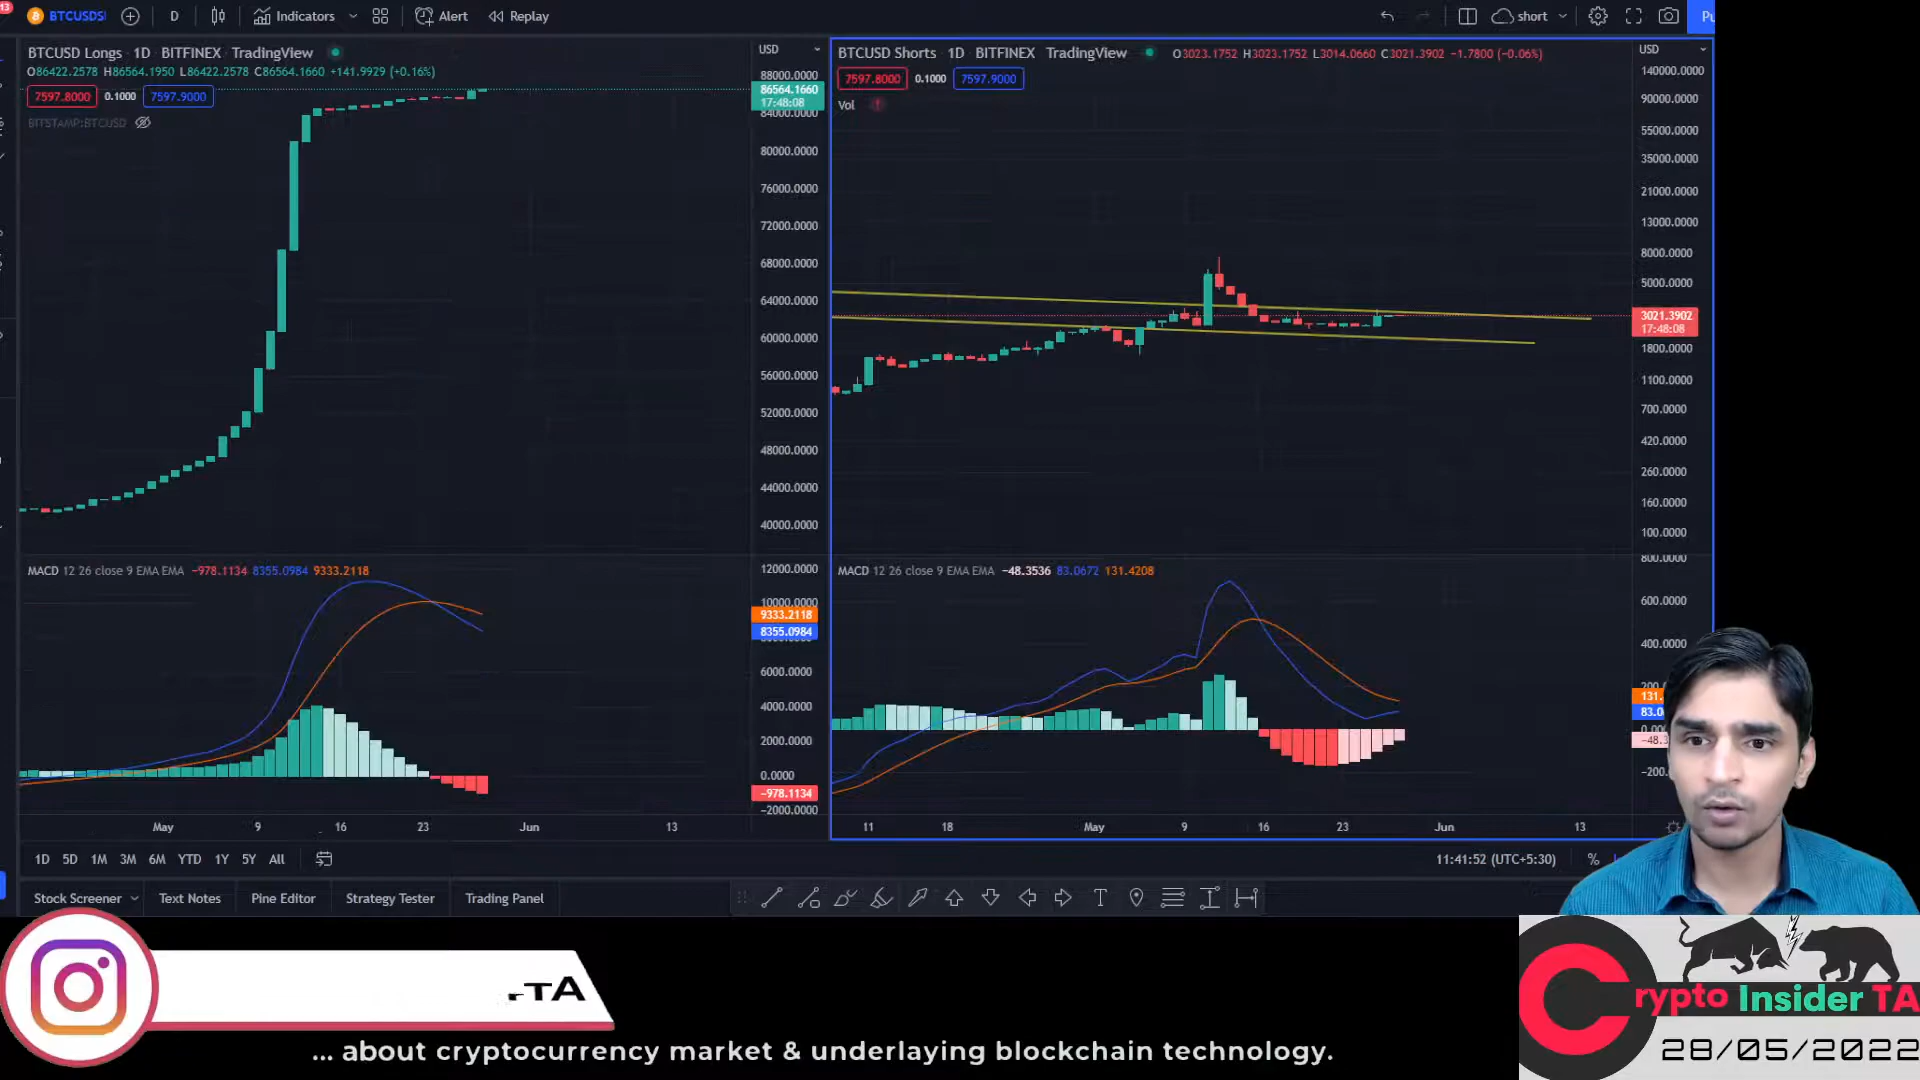 13
BTCUSDS
D
Indicators
Alert
Replay
short
Pu
BTCUSD Longs 1D BITFINEX TradingView
O86422.2578 H86564.1950 L86422.2578 C86564.1660 +141.9929 (+0.16%)
7597.8000 0.1000 7597.9000
BITSTAMP:BTCUSD
USD
88000.0000
86564.1660
17:48:08
84000.0000
80000.0000
76000.0000
72000.0000
68000.0000
64000.0000
60000.0000
56000.0000
52000.0000
48000.0000
44000.0000
40000.0000
MACD 12 26 close 9 EMA EMA −978.1134 8355.0984 9333.2118
12000.0000
10000.0000
9333.2118
8355.0984
6000.0000
4000.0000
2000.0000
0.0000
−978.1134
−2000.0000
May 9 16 23 Jun 13
BTCUSD Shorts 1D BITFINEX TradingView O3023.1752 H3023.1752 L3014.0660 C3021.3902 −1.7800 (−0.06%)
7597.8000 0.1000 7597.9000
Vol
USD
140000.0000
90000.0000
55000.0000
35000.0000
21000.0000
13000.0000
8000.0000
5000.0000
3021.3902
17:48:08
1800.0000
1100.0000
700.0000
420.0000
260.0000
160.0000
100.0000
MACD 12 26 close 9 EMA EMA −48.3536 83.0672 131.4208
800.0000
600.0000
400.0000
131.
83.0
−48.3
−200.
11 18 May 9 16 23 Jun 13
1D 5D 1M 3M 6M YTD 1Y 5Y All
11:41:52 (UTC+5:30) %
Stock Screener Text Notes Pine Editor Strategy Tester Trading Panel
TA
... about cryptocurrency market & underlaying blockchain technology.
Crypto Insider TA
28/05/2022